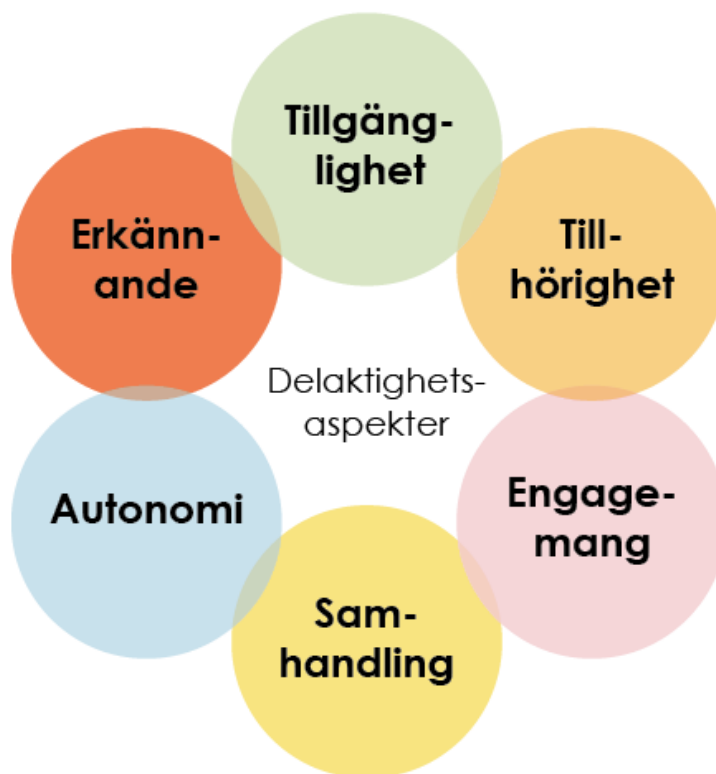 Tillgäng-
lighet
Erkänn-
ande
Till-
hörighet
Delaktighets-
aspekter
Autonomi
Engage-
mang
Sam-
handling